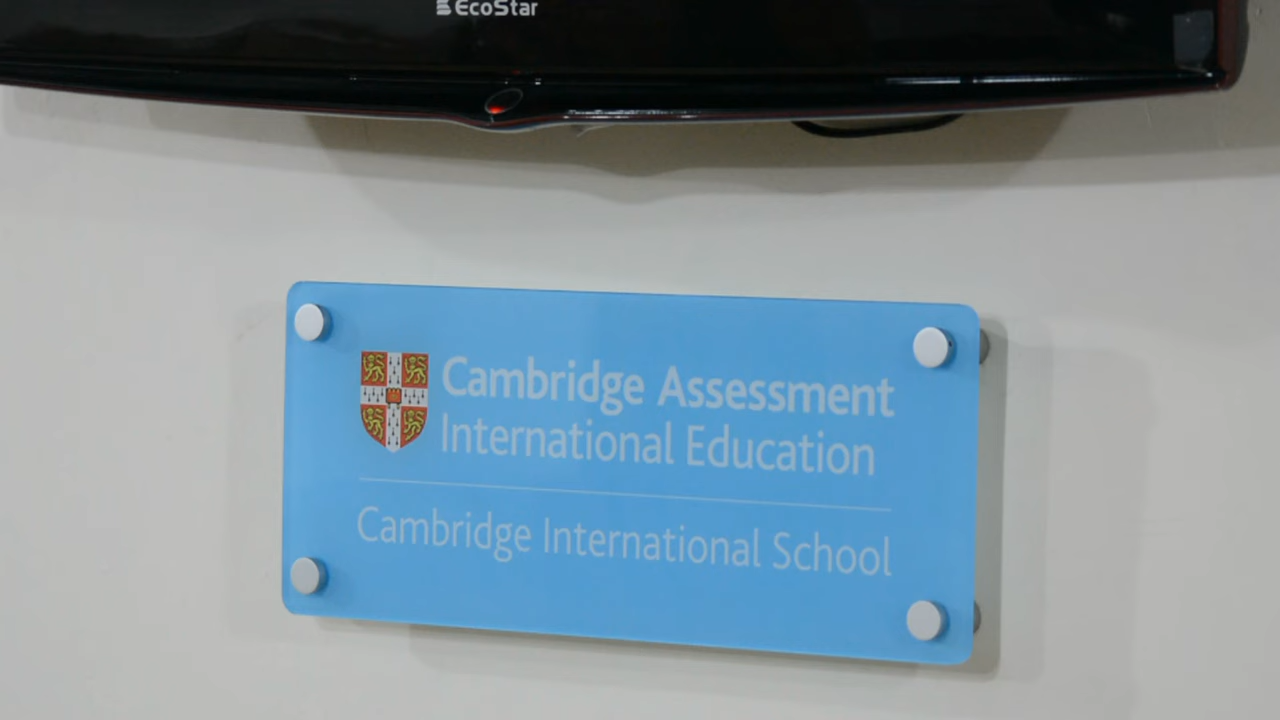 EcoStar
Cambridge Assessment
International Education
Cambridge International School